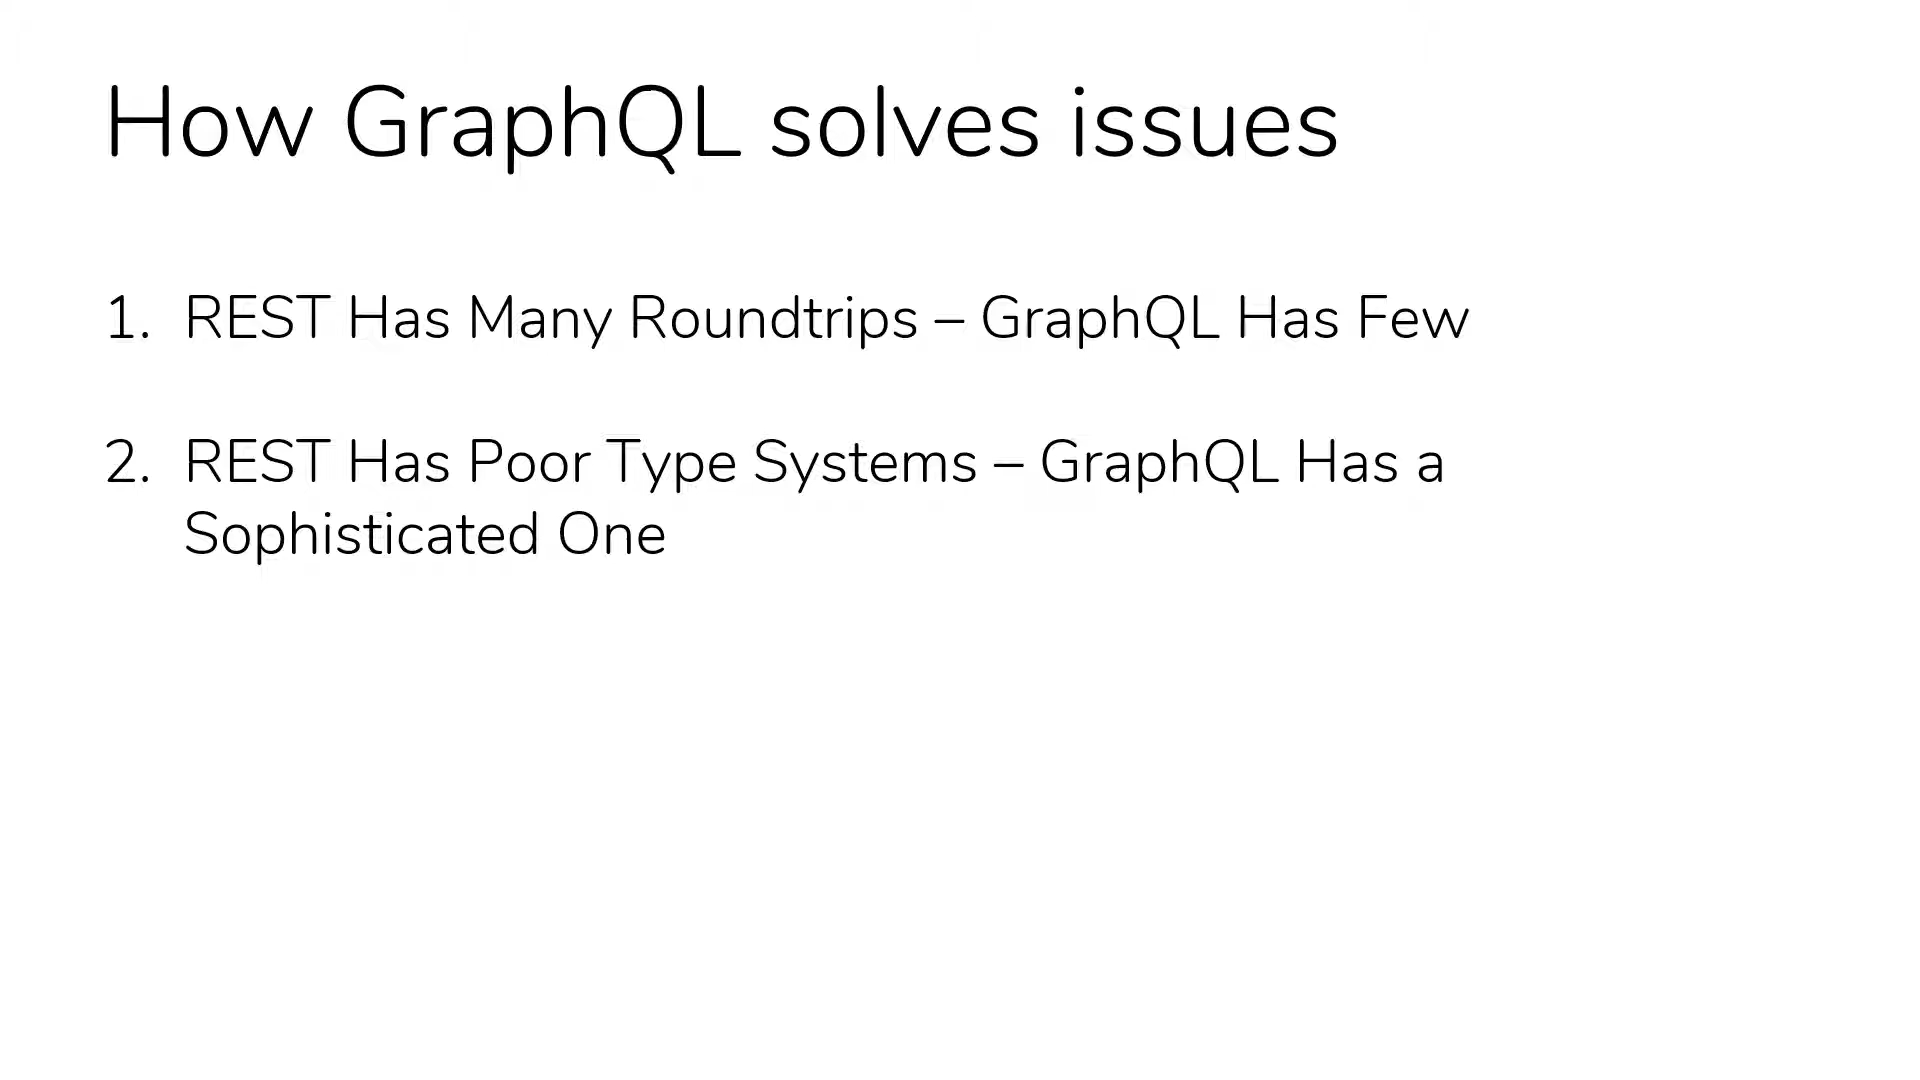 How GraphQL solves issues
1. REST Has Many Roundtrips – GraphQL Has Few
2. REST Has Poor Type Systems – GraphQL Has a
Sophisticated One